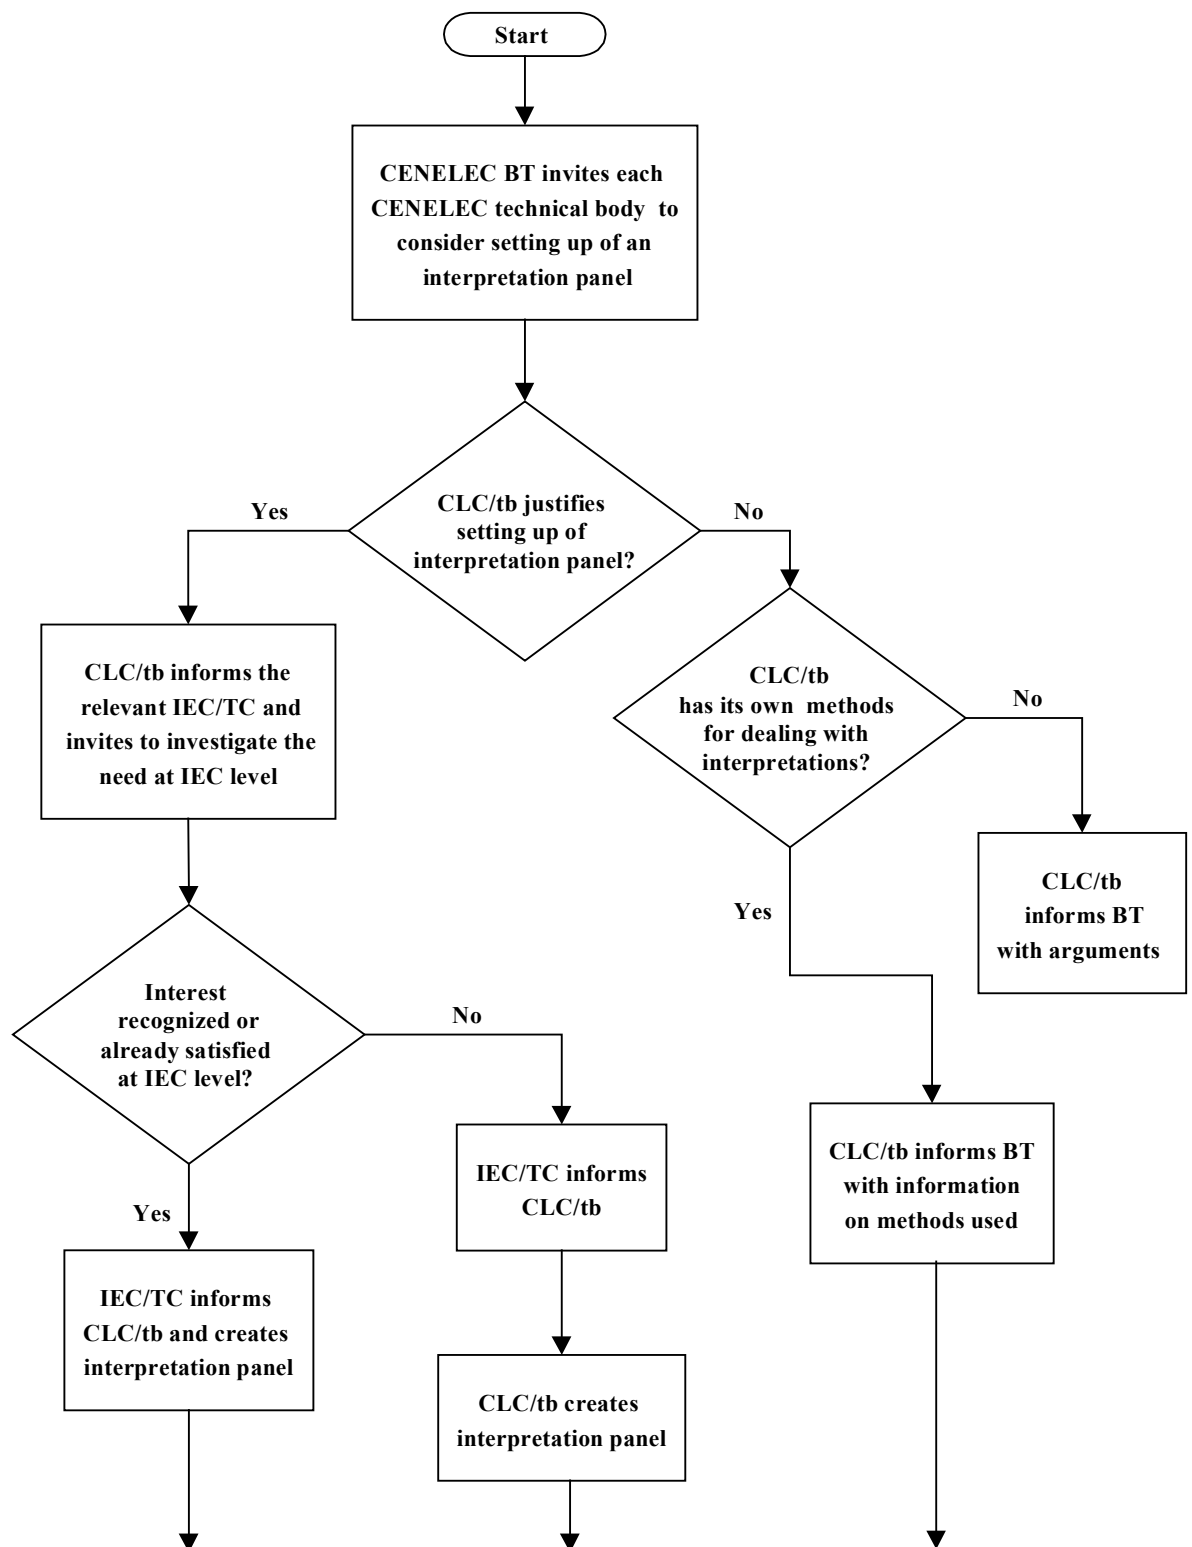 Start
CENELEC BT invites each
CENELEC technical body to
consider setting up of an
interpretation panel
CLC/tb justifies
setting up of
interpretation panel?
Yes
No
CLC/tb informs the
relevant IEC/TC and
invites to investigate the
need at IEC level
CLC/tb
has its own methods
for dealing with
interpretations?
No
Yes
CLC/tb
informs BT
with arguments
Interest
recognized or
already satisfied
at IEC level?
No
Yes
IEC/TC informs
CLC/tb
CLC/tb informs BT
with information
on methods used
IEC/TC informs
CLC/tb and creates
interpretation panel
CLC/tb creates
interpretation panel